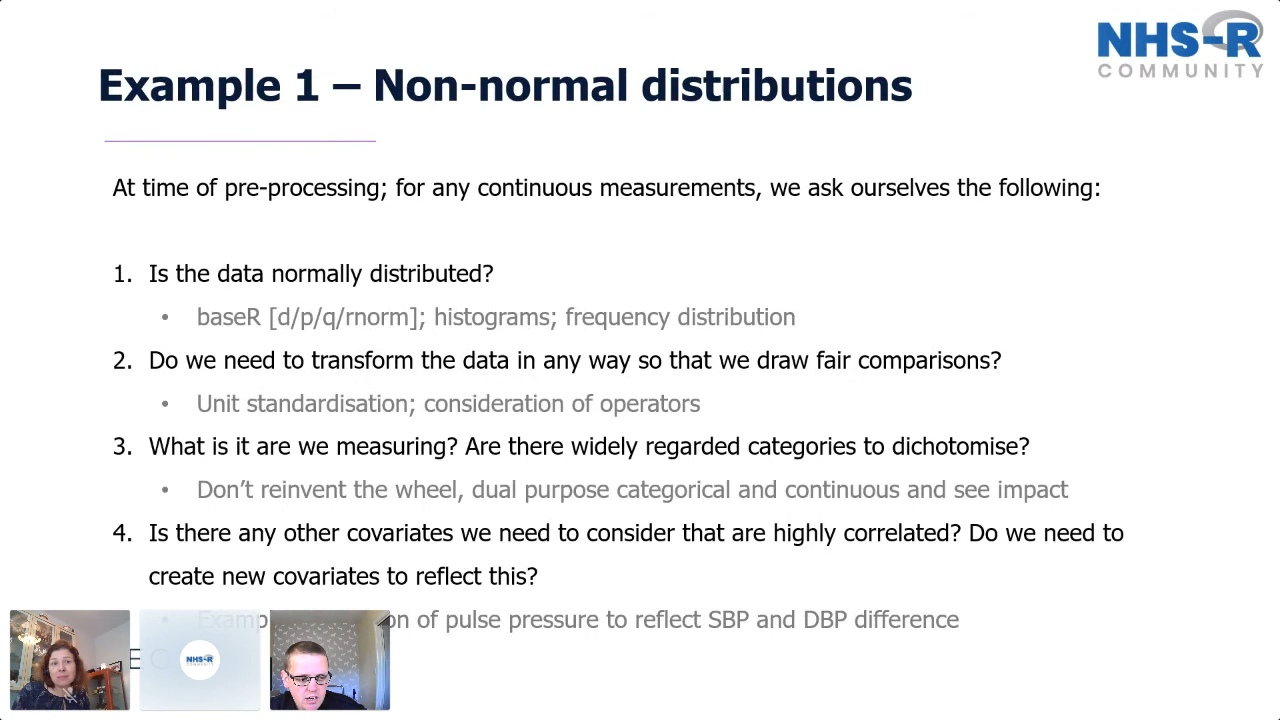 NHS-R
COMMUNITY
Example 1 – Non-normal distributions
At time of pre-processing; for any continuous measurements, we ask ourselves the following:
1. Is the data normally distributed?
• baseR [d/p/q/rnorm]; histograms; frequency distribution
2. Do we need to transform the data in any way so that we draw fair comparisons?
• Unit standardisation; consideration of operators
3. What is it are we measuring? Are there widely regarded categories to dichotomise?
• Don’t reinvent the wheel, dual purpose categorical and continuous and see impact
4. Is there any other covariates we need to consider that are highly correlated? Do we need to
create new covariates to reflect this?
of pulse pressure to reflect SBP and DBP difference
NHS-R
COMMUNITY